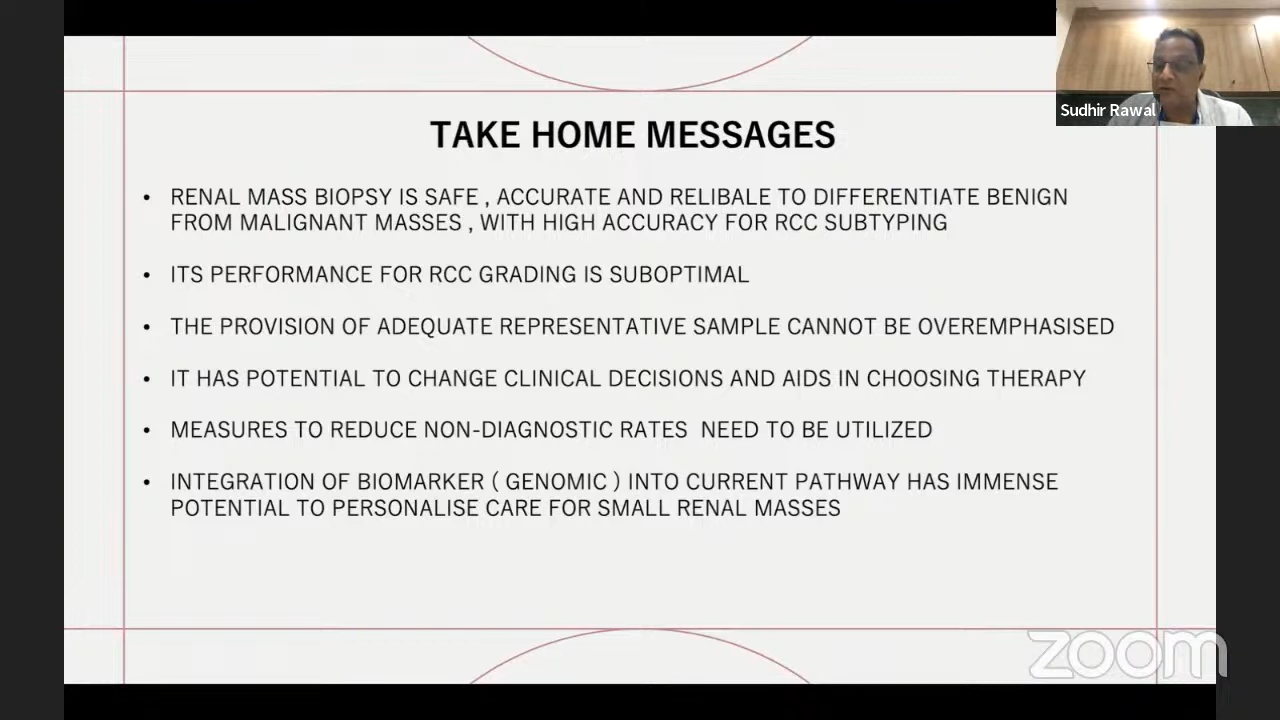 Sudhir Rawal
TAKE HOME MESSAGES
• RENAL MASS BIOPSY IS SAFE , ACCURATE AND RELIBALE TO DIFFERENTIATE BENIGN
FROM MALIGNANT MASSES , WITH HIGH ACCURACY FOR RCC SUBTYPING
• ITS PERFORMANCE FOR RCC GRADING IS SUBOPTIMAL
• THE PROVISION OF ADEQUATE REPRESENTATIVE SAMPLE CANNOT BE OVEREMPHASISED
• IT HAS POTENTIAL TO CHANGE CLINICAL DECISIONS AND AIDS IN CHOOSING THERAPY
• MEASURES TO REDUCE NON-DIAGNOSTIC RATES NEED TO BE UTILIZED
• INTEGRATION OF BIOMARKER ( GENOMIC ) INTO CURRENT PATHWAY HAS IMMENSE
POTENTIAL TO PERSONALISE CARE FOR SMALL RENAL MASSES
zoom